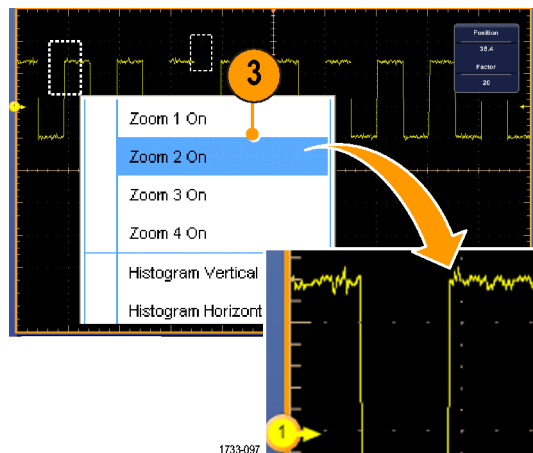 Position
36.4
Factor
20
3
Zoom 1 On
Zoom 2 On
Zoom 3 On
Zoom 4 On
Histogram Vertical
Histogram Horizont
1
1733-097